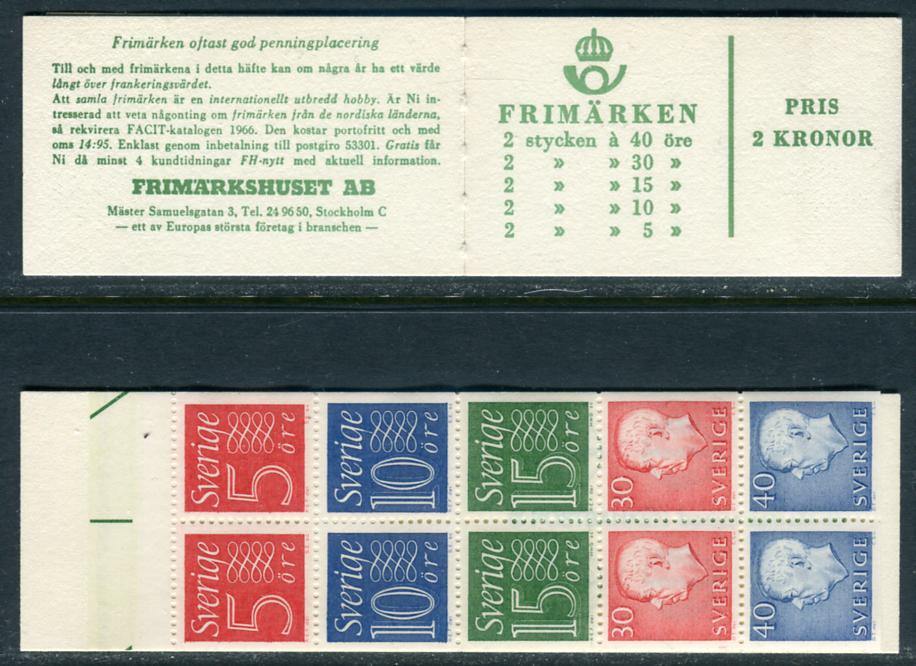 Frimärken oftast god penningplacering
Till och med frimärkena i detta häfte kan om några år ha ett värde
långt över frankeringsvärdet.
Att samla frimärken är en internationellt utbredd hobby. Är Ni in-
tresserad att veta någonting om frimärken från de nordiska länderna,
så rekvirera FACIT-katalogen 1966. Den kostar portofritt och med
oms 14:95. Enklast genom inbetalning till postgiro 53301. Gratis får
Ni då minst 4 kundtidningar FH-nytt med aktuell information.
FRIMÄRKSHUSET AB
Mäster Samuelsgatan 3, Tel. 24 96 50, Stockholm C
— ett av Europas största företag i branschen —
FRIMÄRKEN
2 stycken à 40 öre
2 » » 30 »
2 » » 15 »
2 » » 10 »
2 » » 5 »
PRIS
2 KRONOR
Sverige 5 öre
Sverige 10 öre
Sverige 15 öre
30 SVERIGE
40 SVERIGE
Sverige 5 öre
Sverige 10 öre
Sverige 15 öre
30 SVERIGE
40 SVERIGE